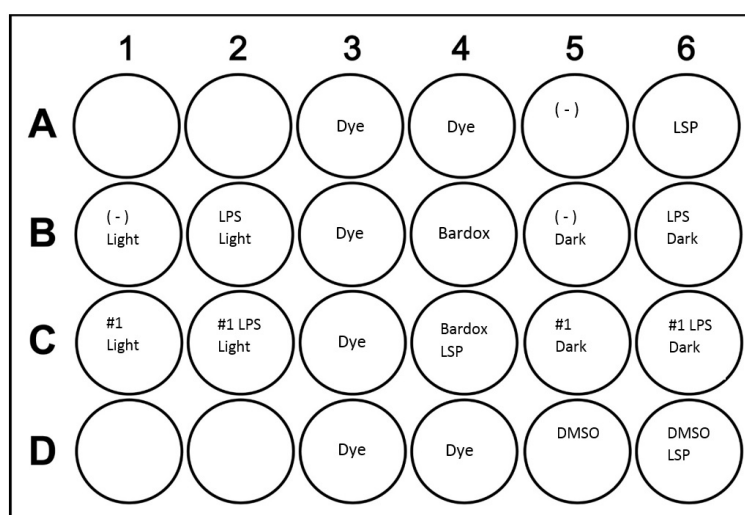 1 2 3 4 5 6
A Dye Dye ( - ) LSP
B ( - ) Light LPS Light Dye Bardox ( - ) Dark LPS Dark
C #1 Light #1 LPS Light Dye Bardox LSP #1 Dark #1 LPS Dark
D Dye Dye DMSO DMSO LSP